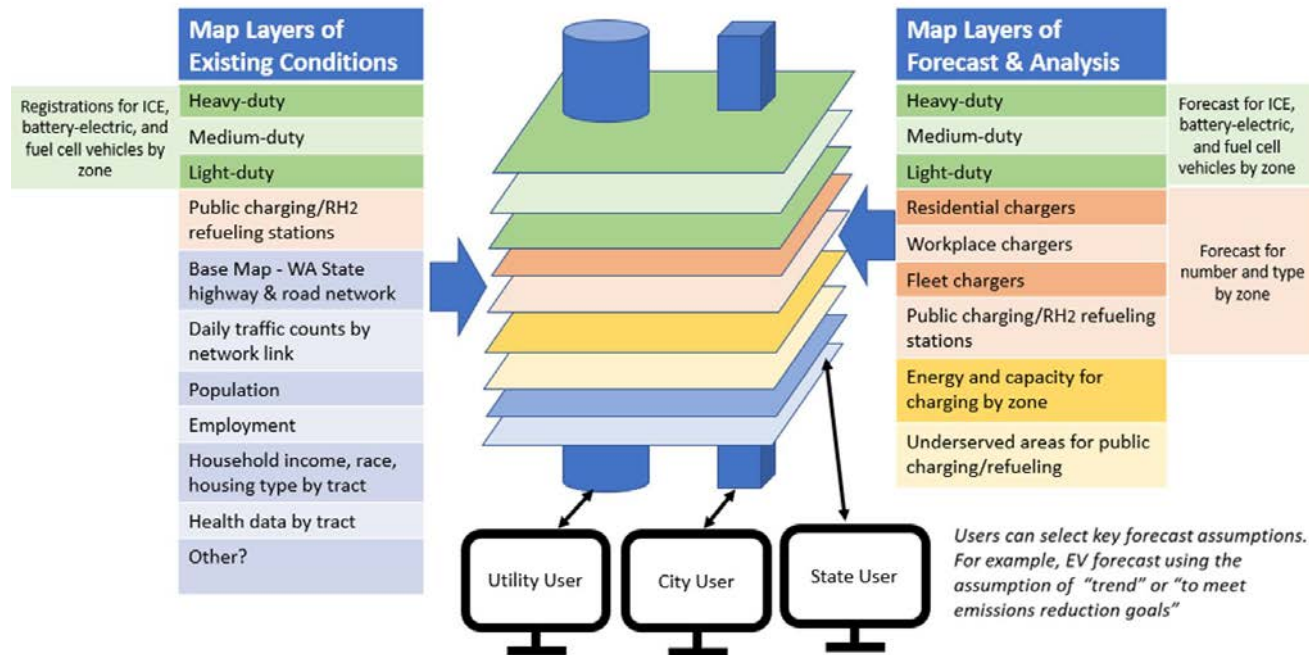 Map Layers of
Existing Conditions
Registrations for ICE,
battery-electric, and
fuel cell vehicles by
zone
Heavy-duty
Medium-duty
Light-duty
Public charging/RH2
refueling stations
Base Map - WA State
highway & road network
Daily traffic counts by
network link
Population
Employment
Household income, race,
housing type by tract
Health data by tract
Other?
Map Layers of
Forecast & Analysis
Heavy-duty
Medium-duty
Light-duty
Residential chargers
Workplace chargers
Fleet chargers
Public charging/RH2 refueling
stations
Energy and capacity for
charging by zone
Underserved areas for public
charging/refueling
Forecast for ICE,
battery-electric,
and fuel cell
vehicles by zone
Forecast for
number and type
by zone
Utility User
City User
State User
Users can select key forecast assumptions.
For example, EV forecast using the
assumption of “trend” or “to meet
emissions reduction goals”